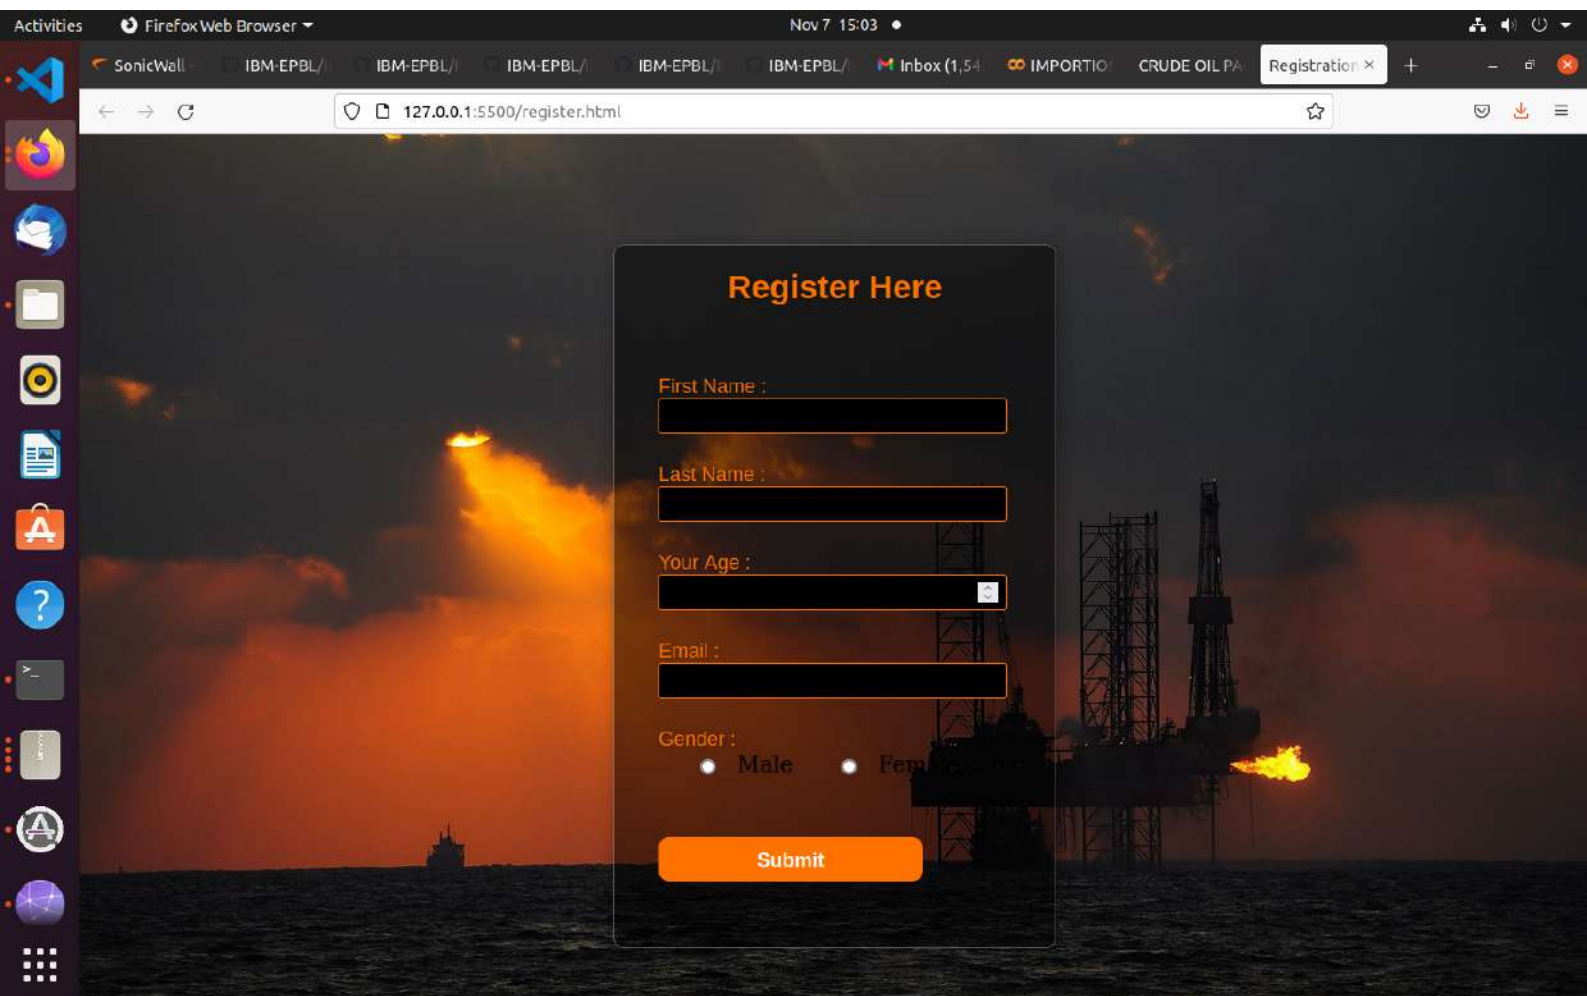 Activities Firefox Web Browser Nov 7 15:03
SonicWall - IBM-EPBL/I IBM-EPBL/I IBM-EPBL/I IBM-EPBL/I IBM-EPBL/I Inbox (1,54 IMPORTIO CRUDE OIL PA Registration ×
127.0.0.1:5500/register.html
Register Here
First Name :
Last Name :
Your Age :
Email :
Gender :
Male Female
Submit